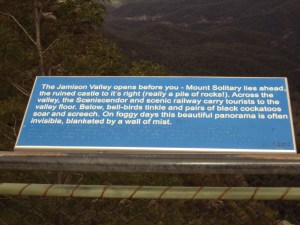 The Jamison Valley opens before you - Mount Solitary lies ahead,
the ruined castle to it's right (really a pile of rocks!). Across the
valley, the Sceniscendor and scenic railway carry tourists to the
valley floor. Below, bell-birds tinkle and pairs of black cockatoos
soar and screech. On foggy days this beautiful panorama is often
invisible, blanketed by a wall of mist.